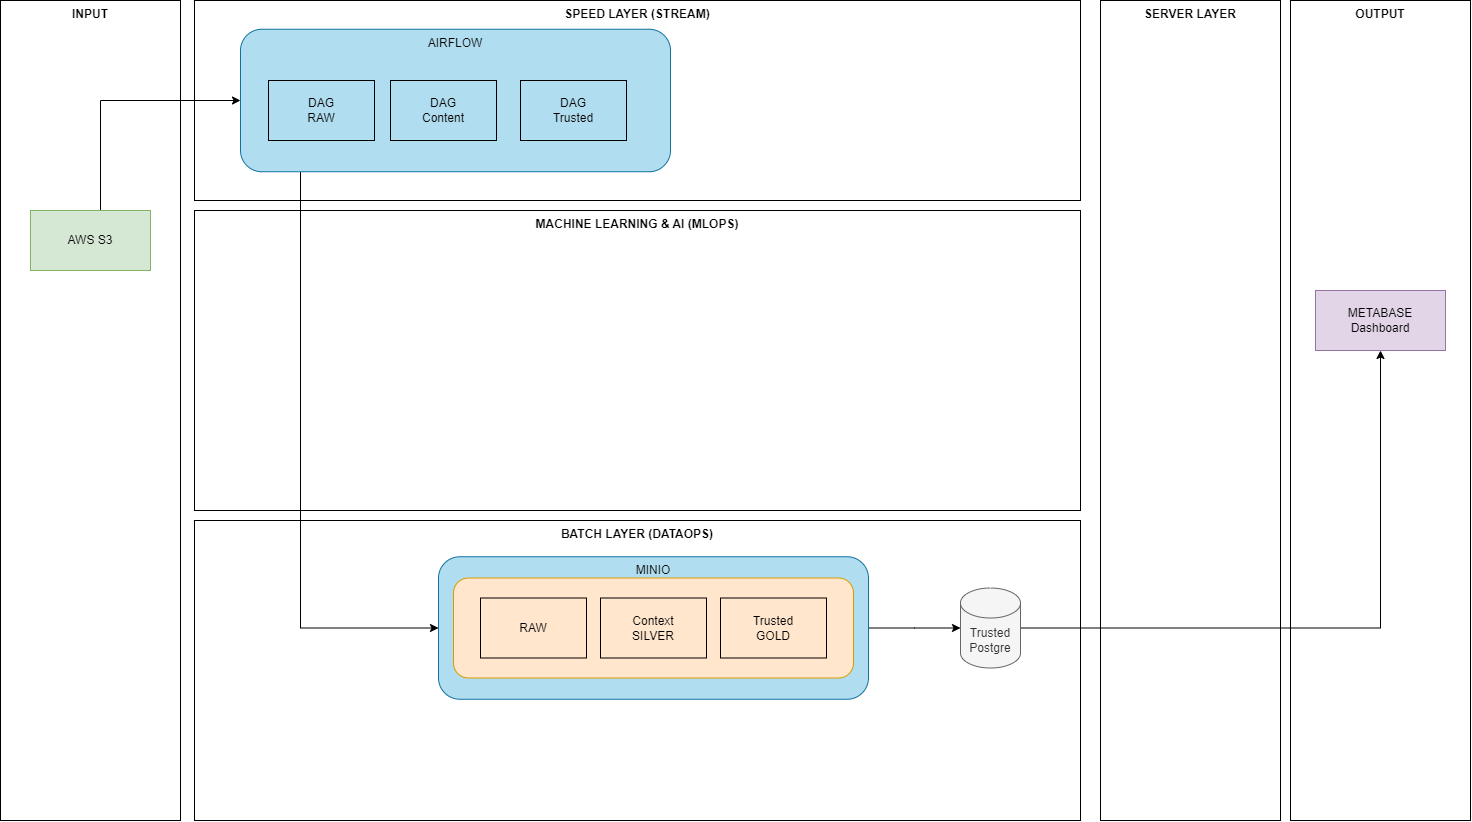 INPUT
SPEED LAYER (STREAM)
SERVER LAYER
OUTPUT
AIRFLOW
DAG
RAW
DAG
Content
DAG
Trusted
AWS S3
MACHINE LEARNING & AI (MLOPS)
METABASE
Dashboard
BATCH LAYER (DATAOPS)
MINIO
RAW
Context
SILVER
Trusted
GOLD
Trusted
Postgre